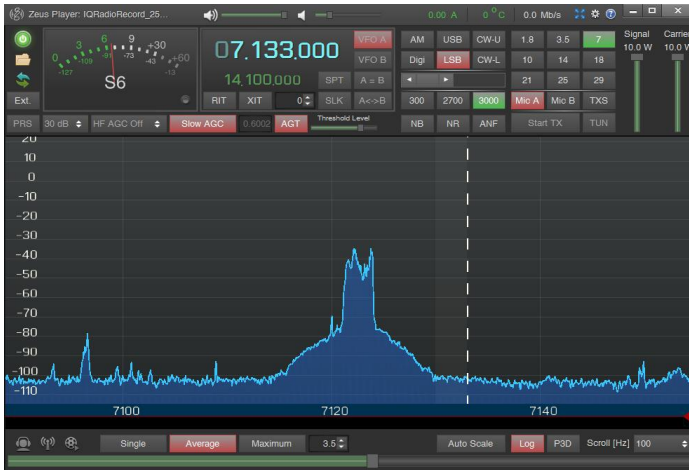 Zeus Player: IQRadioRecord_25... 0.00 A 0 °C 0.0 Mb/s
3 6 9 +30
0 -109 -91 -73 -43 +60
-127 -13
S6
Ext.
07,133,000 VFO A
VFO B
14,100,000 SPT A = B
RIT XIT 0 SLK A<->B
AM USB CW-U 1.8 3.5 7
Digi LSB CW-L 10 14 18
21 25 29
300 2700 3000 Mic A Mic B TXS
NB NR ANF Start TX TUN
Signal Carrier
10.0 W 10.0 W
PRS 30 dB HF AGC Off Slow AGC 0.6002 AGT Threshold Level
20
10
0
-10
-20
-30
-40
-50
-60
-70
-80
-90
-100
-110
7100 7120 7140
Single Average Maximum 3.5 Auto Scale Log P3D Scroll [Hz] 100